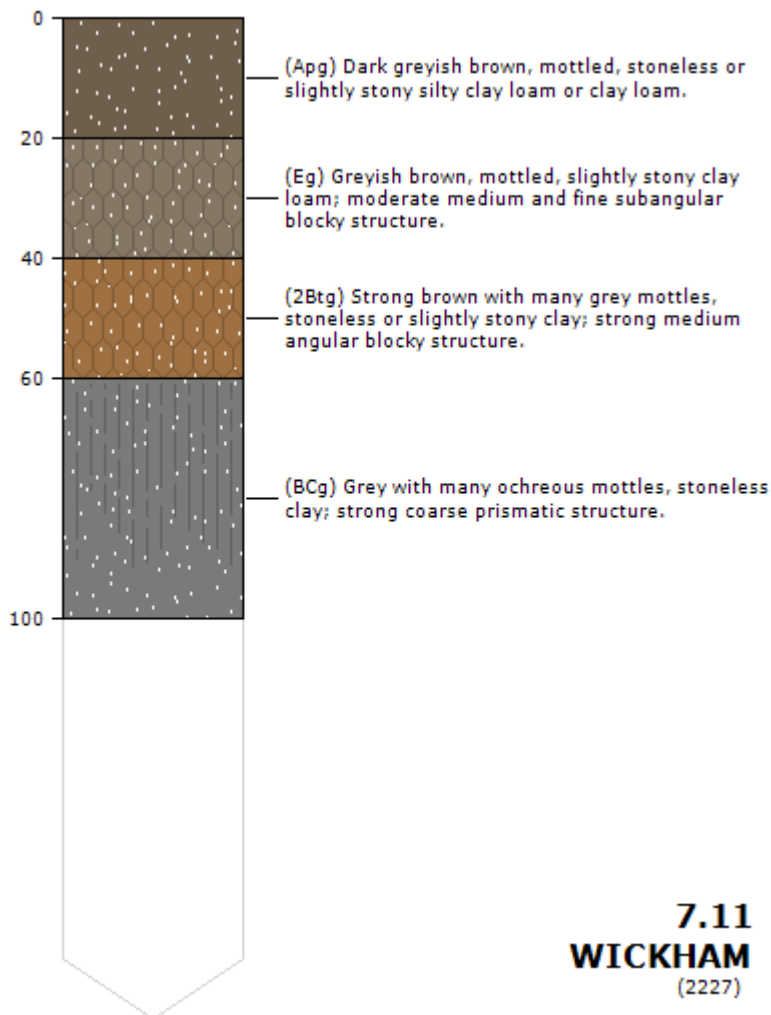 0
(Apg) Dark greyish brown, mottled, stoneless or
slightly stony silty clay loam or clay loam.
20
(Eg) Greyish brown, mottled, slightly stony clay
loam; moderate medium and fine subangular
blocky structure.
40
(2Btg) Strong brown with many grey mottles,
stoneless or slightly stony clay; strong medium
angular blocky structure.
60
(BCg) Grey with many ochreous mottles, stoneless
clay; strong coarse prismatic structure.
100
7.11
WICKHAM
(2227)